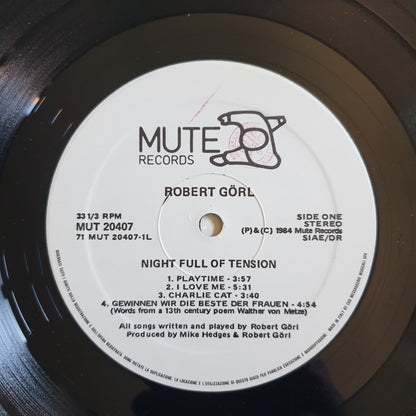 MUTE
RECORDS
ROBERT GÖRL
33 1/3 RPM
MUT 20407
71 MUT 20407-1L
SIDE ONE
STEREO
(P) & (C) 1984 Mute Records
SIAE/DR
NIGHT FULL OF TENSION
1. PLAYTIME - 3:57
2. I LOVE ME - 5:31
3. CHARLIE CAT - 3:40
4. GEWINNEN WIR DIE BESTE DER FRAUEN - 4:54
(Words from a 13th century poem Walther von Metze)
All songs written and played by Robert Görl
Produced by Mike Hedges & Robert Görl